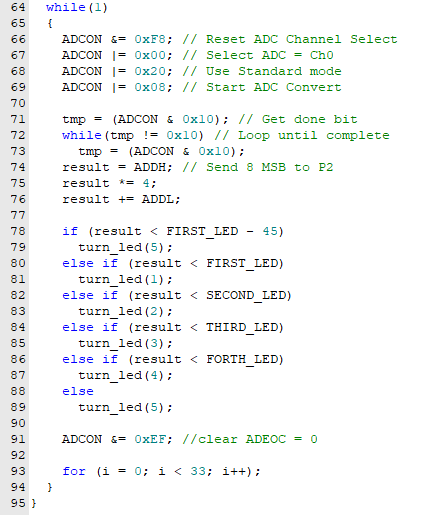 64 while(1)
65 {
66 ADCON &= 0xF8; // Reset ADC Channel Select
67 ADCON |= 0x00; // Select ADC = Ch0
68 ADCON |= 0x20; // Use Standard mode
69 ADCON |= 0x08; // Start ADC Convert
70
71 tmp = (ADCON & 0x10); // Get done bit
72 while(tmp != 0x10) // Loop until complete
73 tmp = (ADCON & 0x10);
74 result = ADDH; // Send 8 MSB to P2
75 result *= 4;
76 result += ADDL;
77
78 if (result < FIRST_LED - 45)
79 turn_led(5);
80 else if (result < FIRST_LED)
81 turn_led(1);
82 else if (result < SECOND_LED)
83 turn_led(2);
84 else if (result < THIRD_LED)
85 turn_led(3);
86 else if (result < FORTH_LED)
87 turn_led(4);
88 else
89 turn_led(5);
90
91 ADCON &= 0xEF; //clear ADEOC = 0
92
93 for (i = 0; i < 33; i++);
94 }
95 }